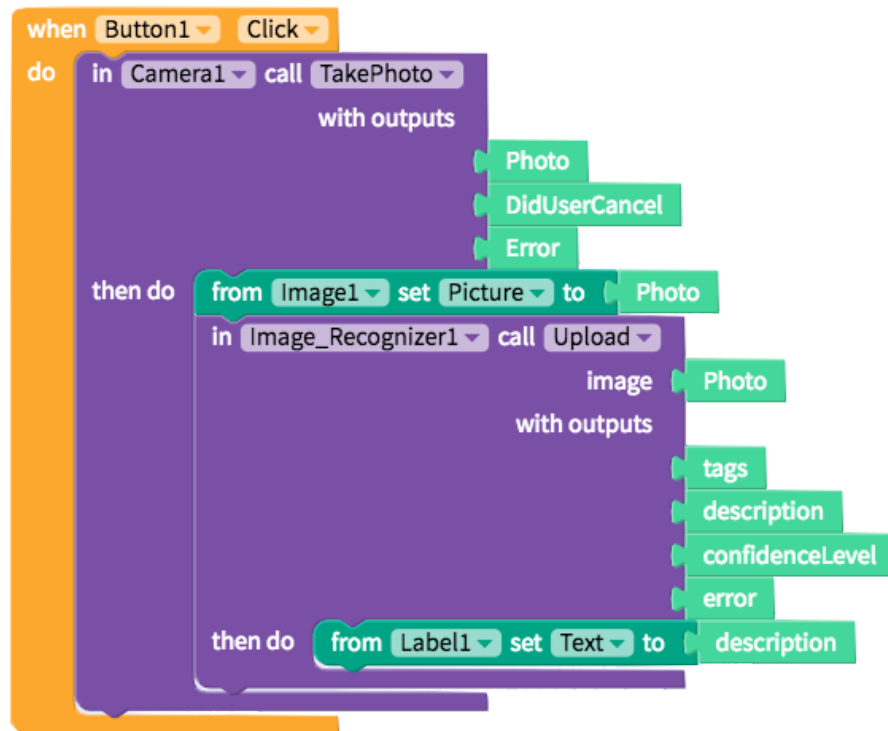 when Button1 Click
do in Camera1 call TakePhoto
with outputs
Photo
DidUserCancel
Error
then do from Image1 set Picture to Photo
in Image_Recognizer1 call Upload
image Photo
with outputs
tags
description
confidenceLevel
error
then do from Label1 set Text to description